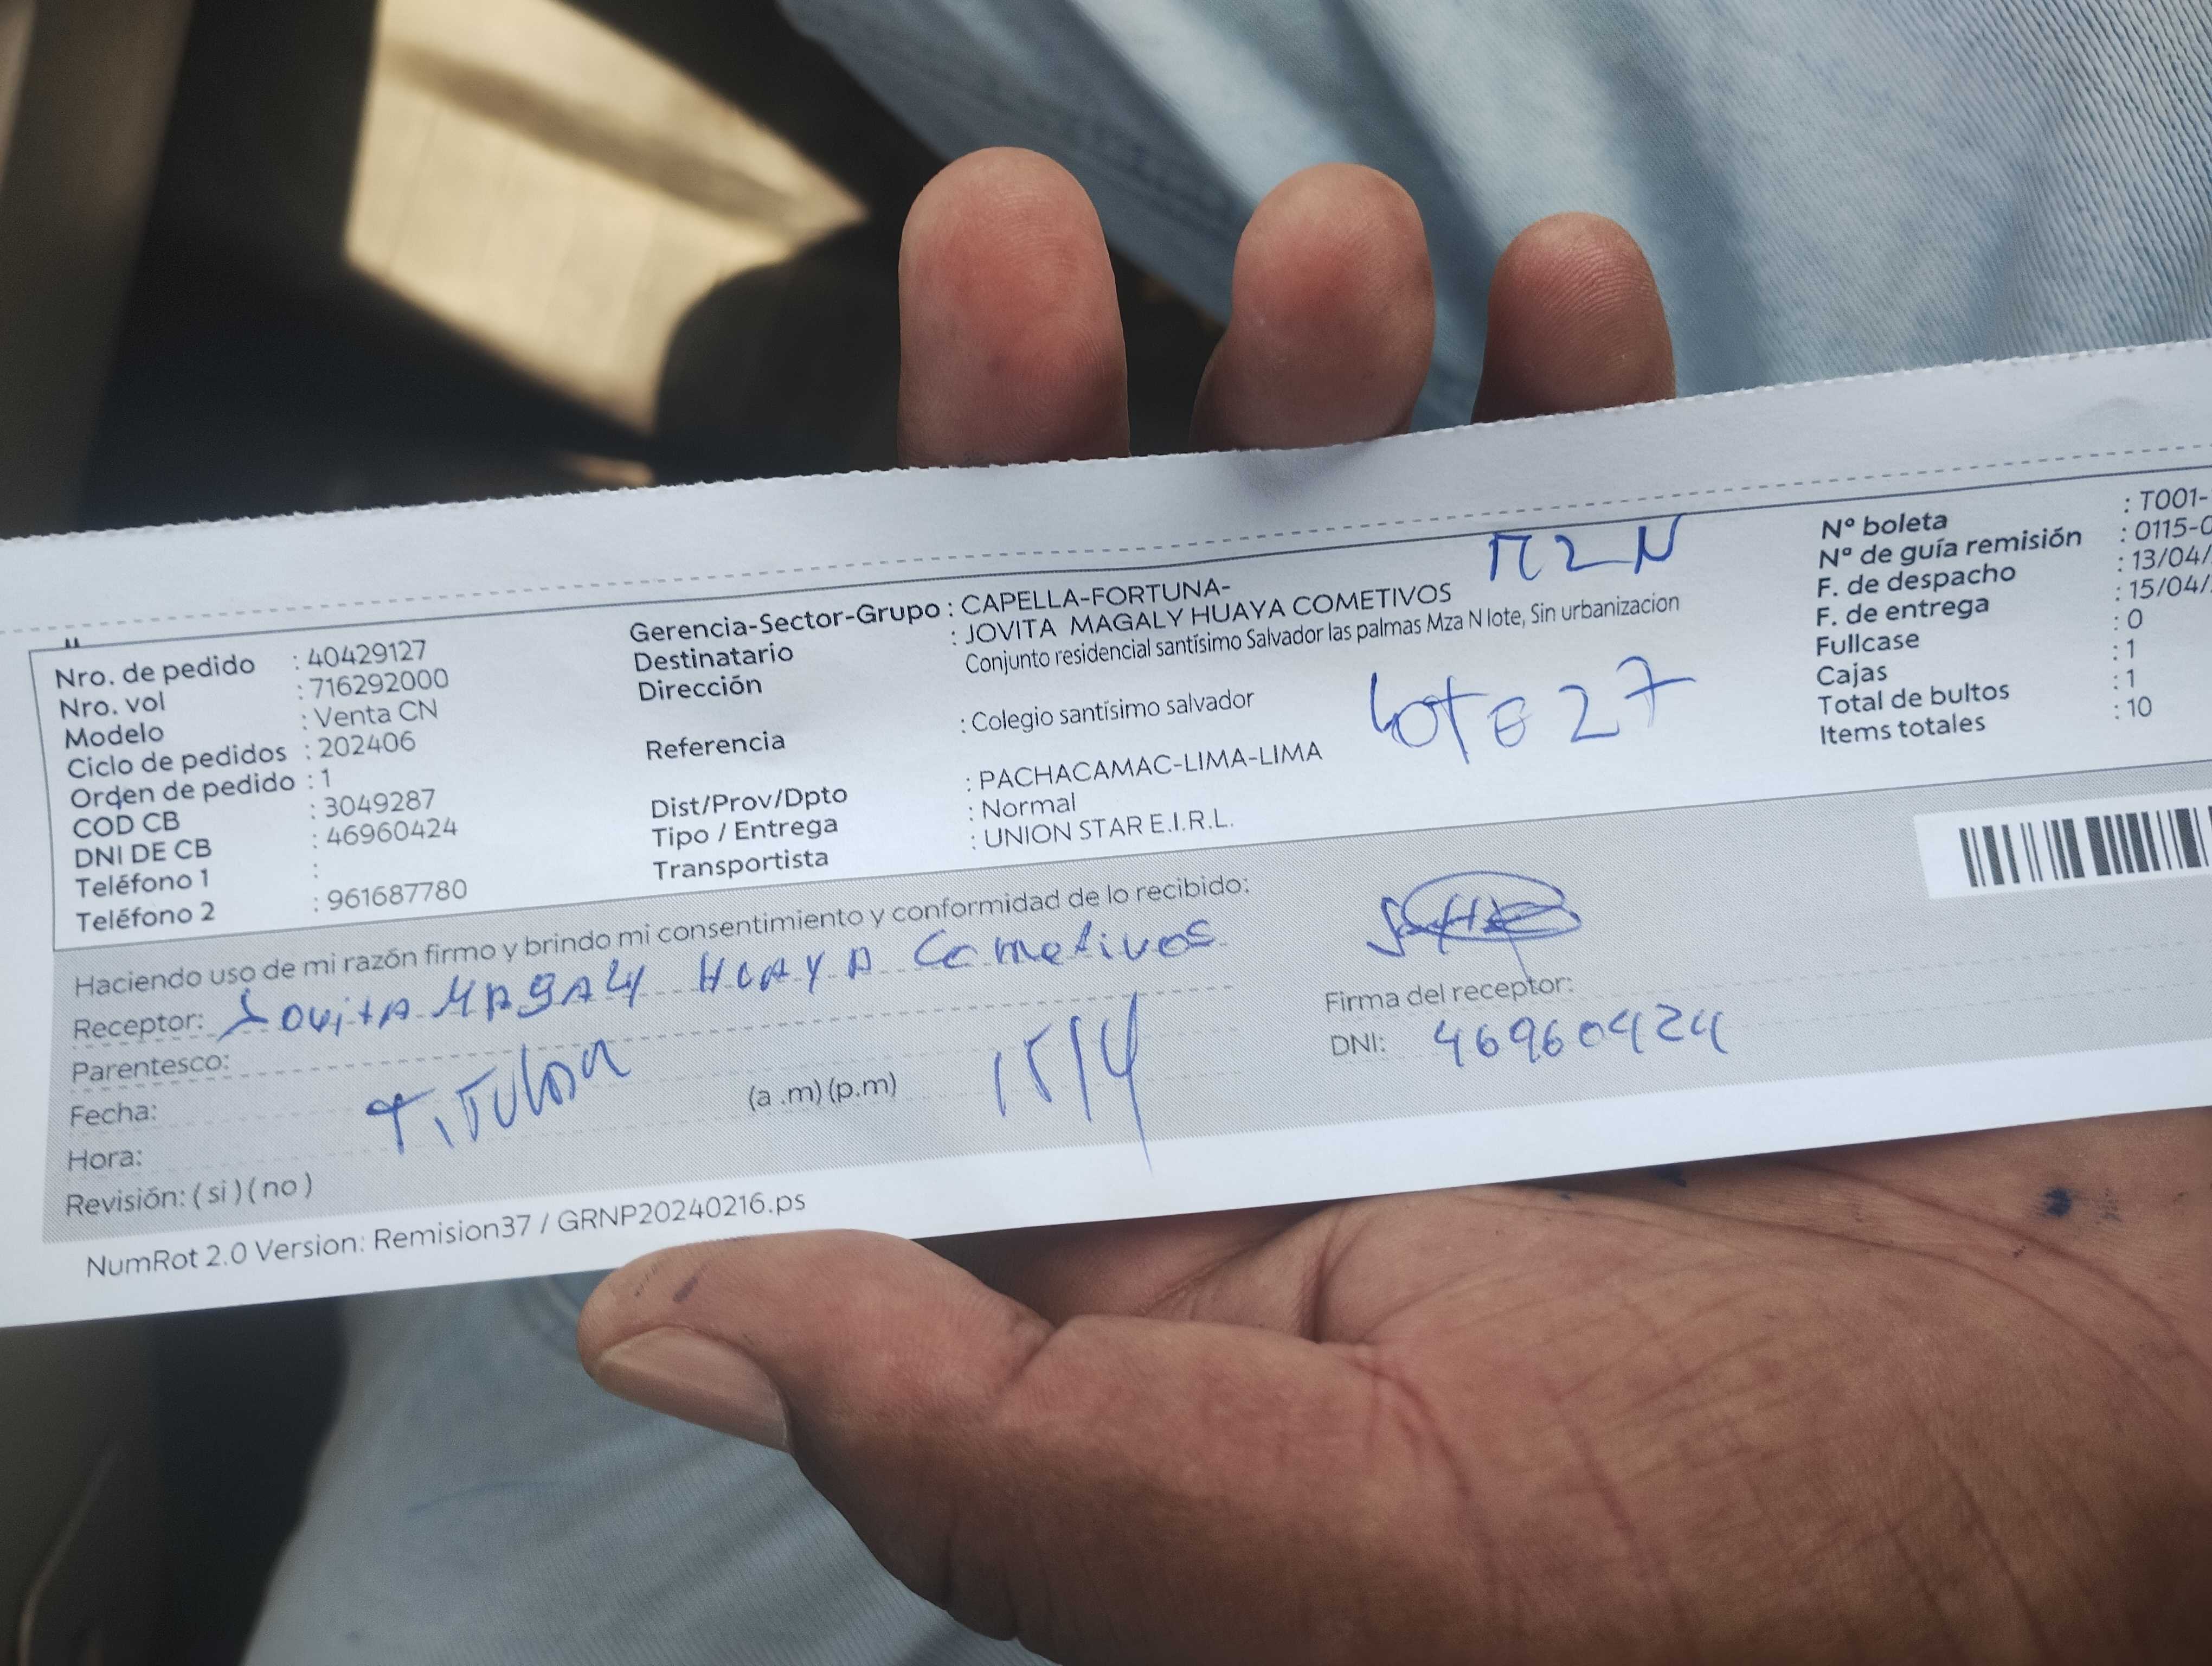 Nro. de pedido : 40429127
Nro. vol : 716292000
Modelo : Venta CN
Ciclo de pedidos : 202406
Orden de pedido : 1
COD CB : 3049287
DNI DE CB : 46960424
Teléfono 1 :
Teléfono 2 : 961687780
Gerencia-Sector-Grupo : CAPELLA-FORTUNA-
Destinatario : JOVITA MAGALY HUAYA COMETIVOS
Dirección Conjunto residencial santísimo Salvador las palmas Mza N lote, Sin urbanizacion
Referencia : Colegio santísimo salvador
Dist/Prov/Dpto : PACHACAMAC-LIMA-LIMA
Tipo / Entrega : Normal
Transportista : UNION STAR E.I.R.L.
MZ N
Lote 27
Nº boleta : T001-
Nº de guía remisión : 0115-0
F. de despacho : 13/04/
F. de entrega : 15/04/
Fullcase : 0
Cajas : 1
Total de bultos : 1
Items totales : 10
Haciendo uso de mi razón firmo y brindo mi consentimiento y conformidad de lo recibido:
Receptor: Jovita MAgALy HUAYA Cometivos
Parentesco: TiTULAR
Fecha: 15/4
Hora: (a .m) (p.m)
Revisión: ( si ) ( no )
Firma del receptor:
DNI: 46960424
NumRot 2.0 Version: Remision37 / GRNP20240216.ps